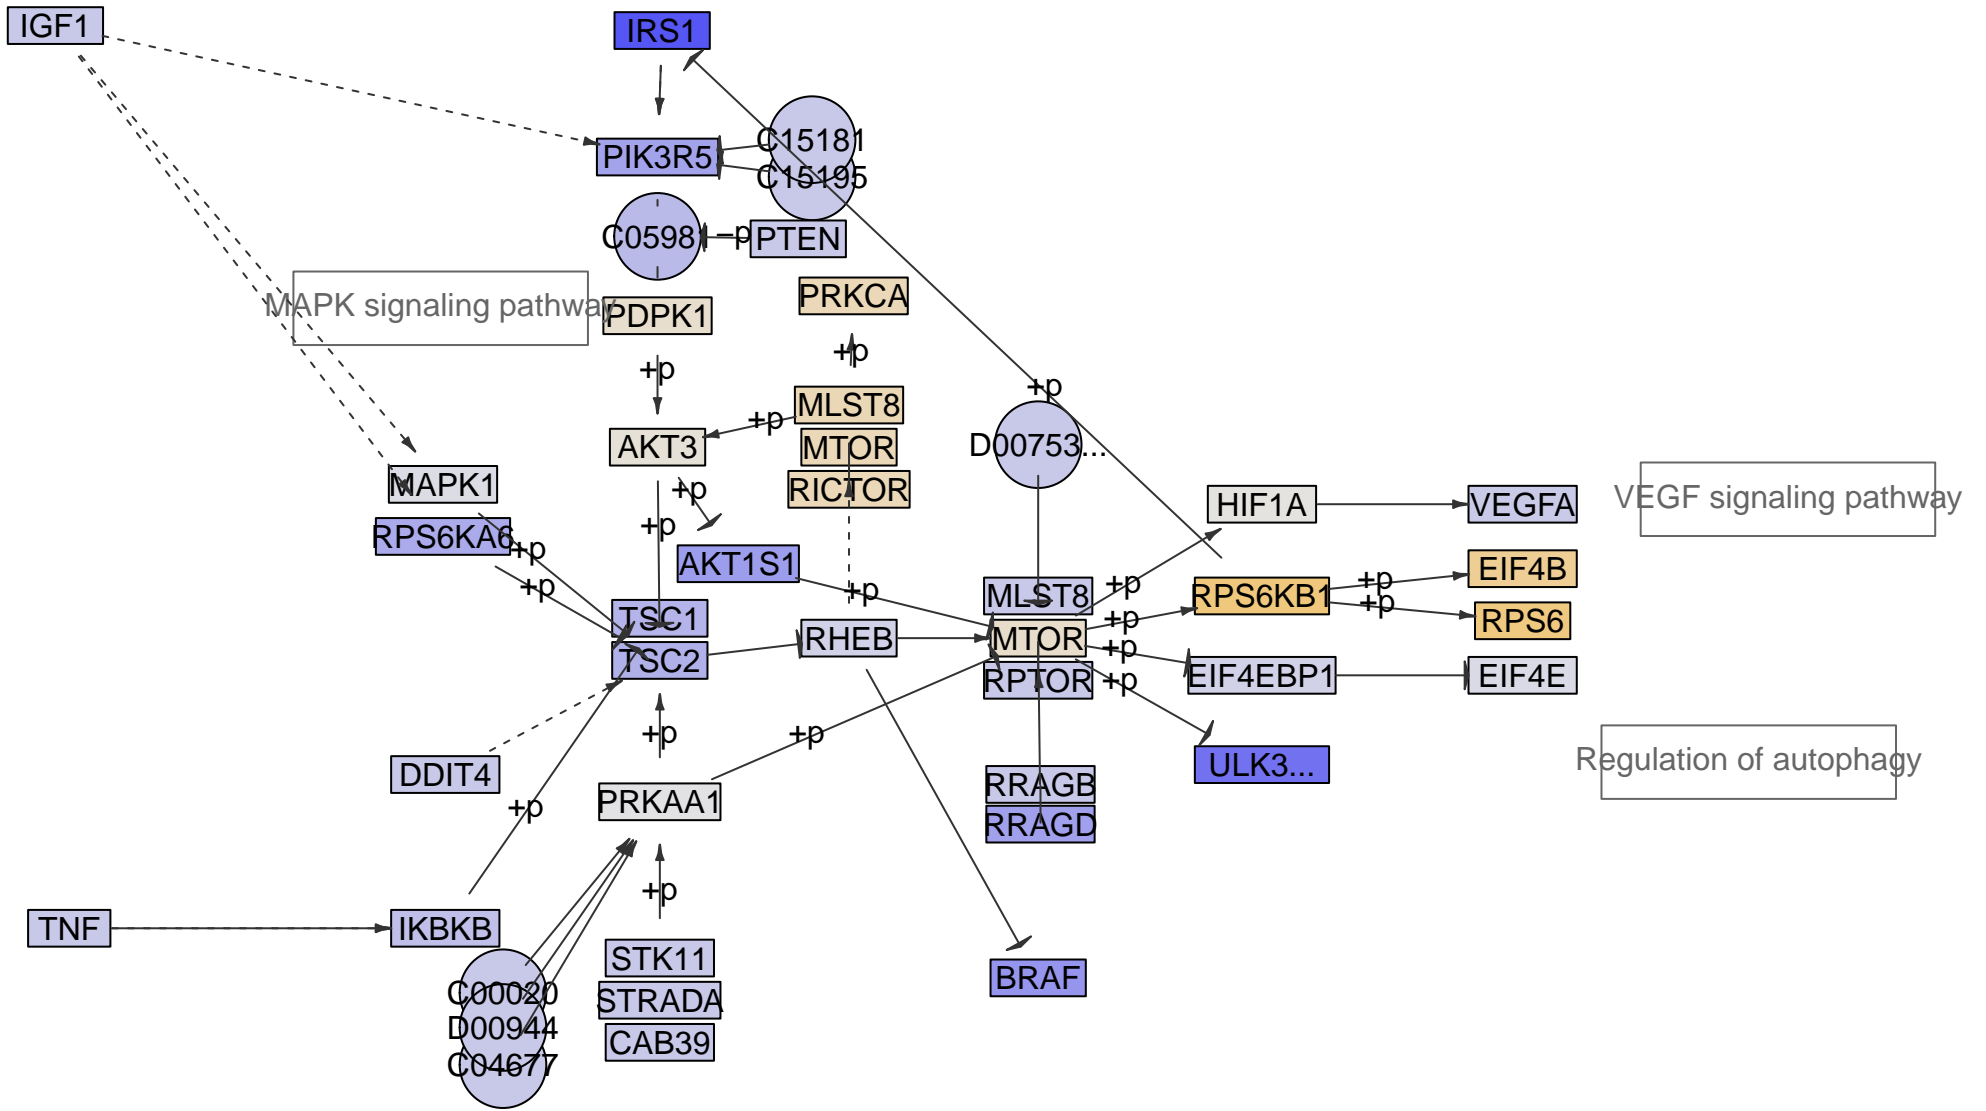 IGF1
IRS1
C15181
PIK3R5
C15195
C05981
-p
PTEN
PRKCA
MAPK signaling pathway
PDPK1
+p
+p
+p
MLST8
+p
AKT3
MTOR
D00753...
MAPK1
+p
RICTOR
HIF1A
VEGFA
VEGF signaling pathway
RPS6KA6
+p
+p
AKT1S1
EIF4B
+p
+p
MLST8
+p
RPS6KB1
+p
+p
TSC1
+p
RPS6
RHEB
MTOR
+p
TSC2
RPTOR
+p
EIF4EBP1
EIF4E
+p
+p
DDIT4
ULK3...
Regulation of autophagy
RRAGB
+p
PRKAA1
RRAGD
+p
TNF
IKBKB
STK11
BRAF
C00020
STRADA
D00944
CAB39
C04677